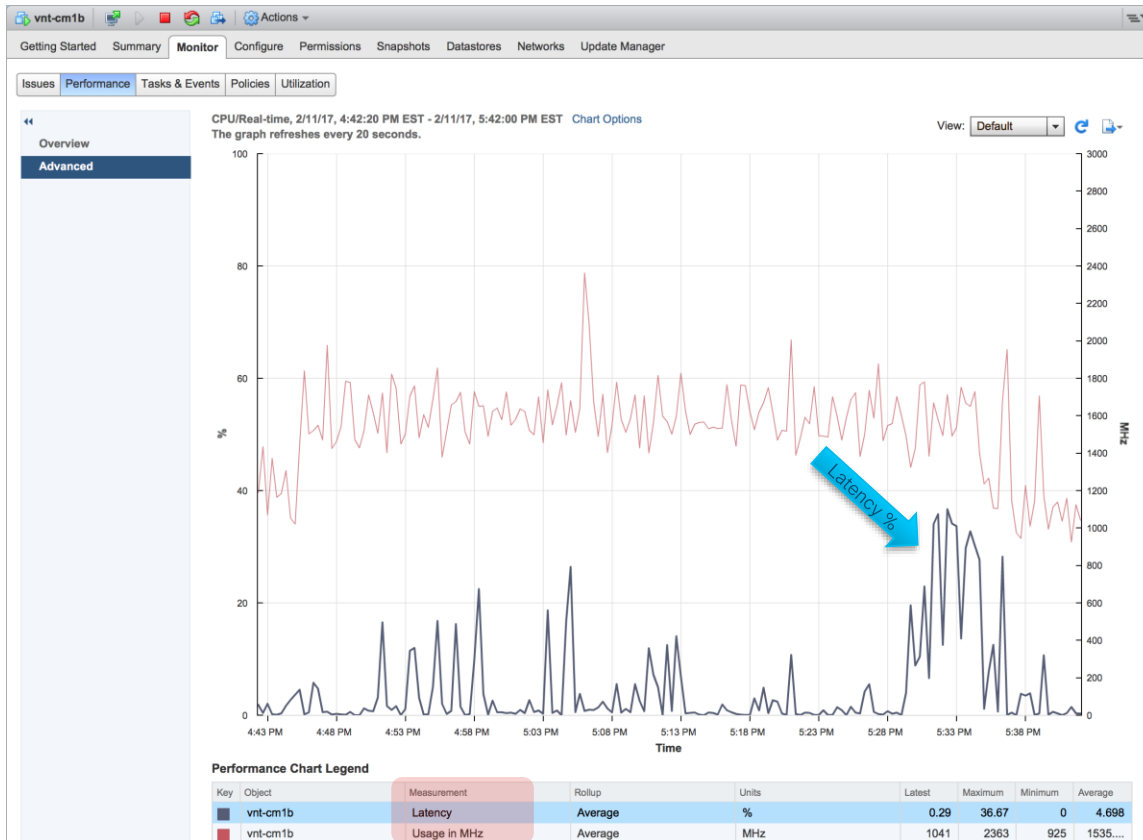 vnt-cm1b Actions
Getting Started Summary Monitor Configure Permissions Snapshots Datastores Networks Update Manager
Issues Performance Tasks & Events Policies Utilization
Overview
Advanced
CPU/Real-time, 2/11/17, 4:42:20 PM EST - 2/11/17, 5:42:00 PM EST Chart Options
The graph refreshes every 20 seconds.
View: Default
100
80
60
40
20
0
%
3000
2800
2600
2400
2200
2000
1800
1600
1400
1200
1000
800
600
400
200
0
MHz
Latency %
4:43 PM 4:48 PM 4:53 PM 4:58 PM 5:03 PM 5:08 PM 5:13 PM 5:18 PM 5:23 PM 5:28 PM 5:33 PM 5:38 PM
Time
Performance Chart Legend
Key Object Measurement Rollup Units Latest Maximum Minimum Average
vnt-cm1b Latency Average % 0.29 36.67 0 4.698
vnt-cm1b Usage in MHz Average MHz 1041 2363 925 1535....